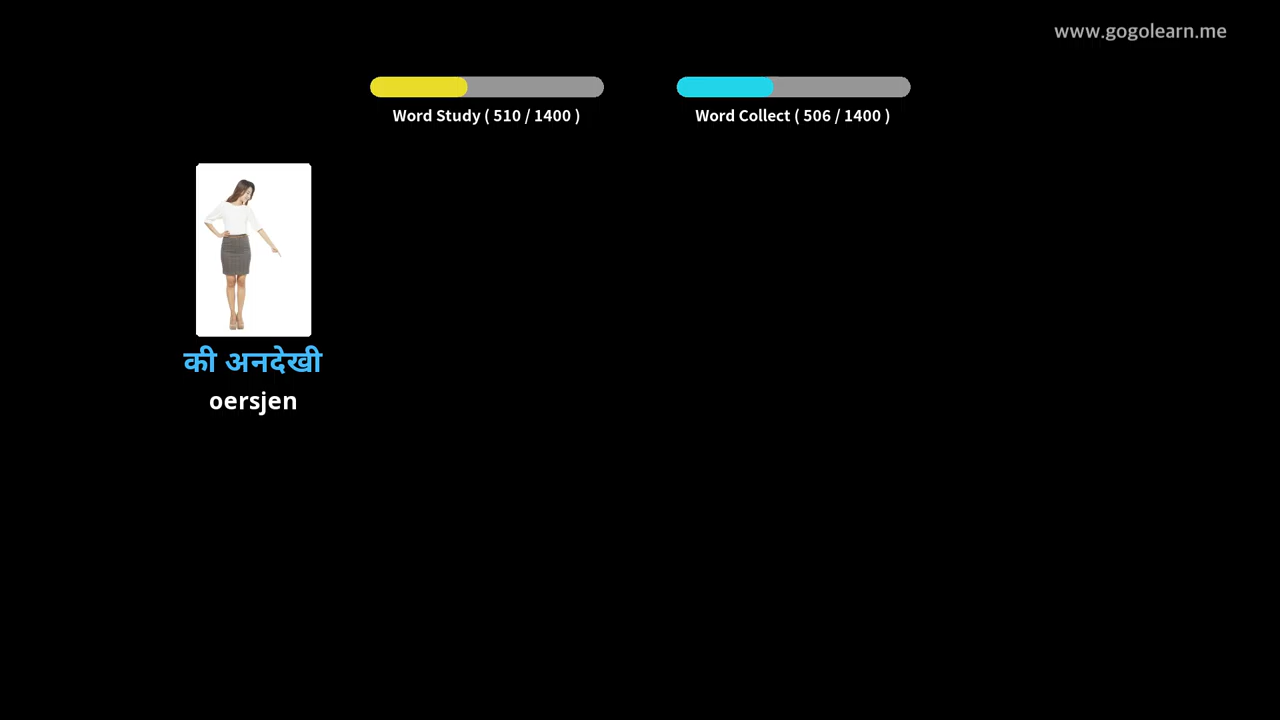 www.gogolearn.me
Word Study ( 510 / 1400 )
Word Collect ( 506 / 1400 )
की अनदेखी
oersjen